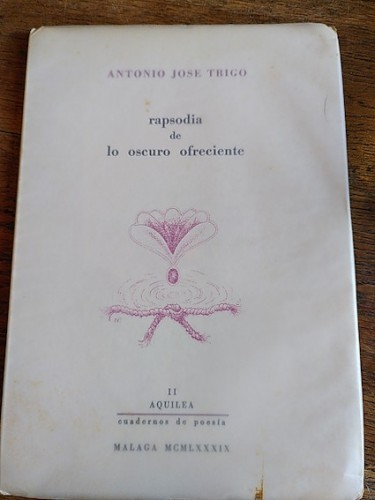 ANTONIO JOSE TRIGO
rapsodia
de
lo oscuro ofreciente
II
AQUILEA
cuadernos de poesía
MALAGA MCMLXXXIX